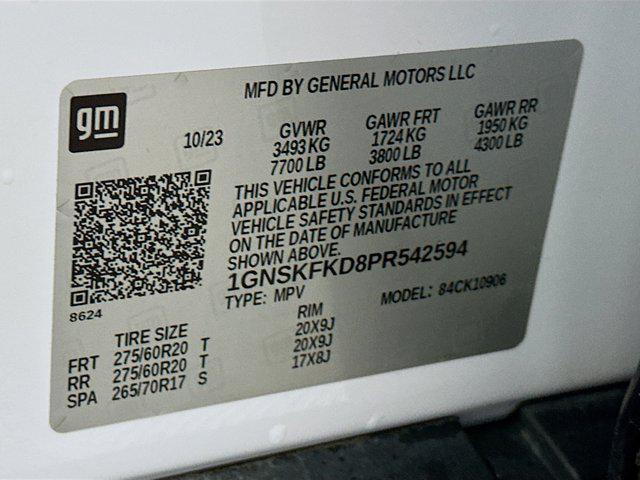 MFD BY GENERAL MOTORS LLC
gm
10/23
GVWR GAWR FRT GAWR RR
3493 KG 1724 KG 1950 KG
7700 LB 3800 LB 4300 LB
THIS VEHICLE CONFORMS TO ALL
APPLICABLE U.S. FEDERAL MOTOR
VEHICLE SAFETY STANDARDS IN EFFECT
ON THE DATE OF MANUFACTURE
SHOWN ABOVE.
1GNSKFKD8PR542594
TYPE: MPV MODEL: 84CK10906
8624
TIRE SIZE RIM
FRT 275/60R20 T 20X9J
RR 275/60R20 T 20X9J
SPA 265/70R17 S 17X8J